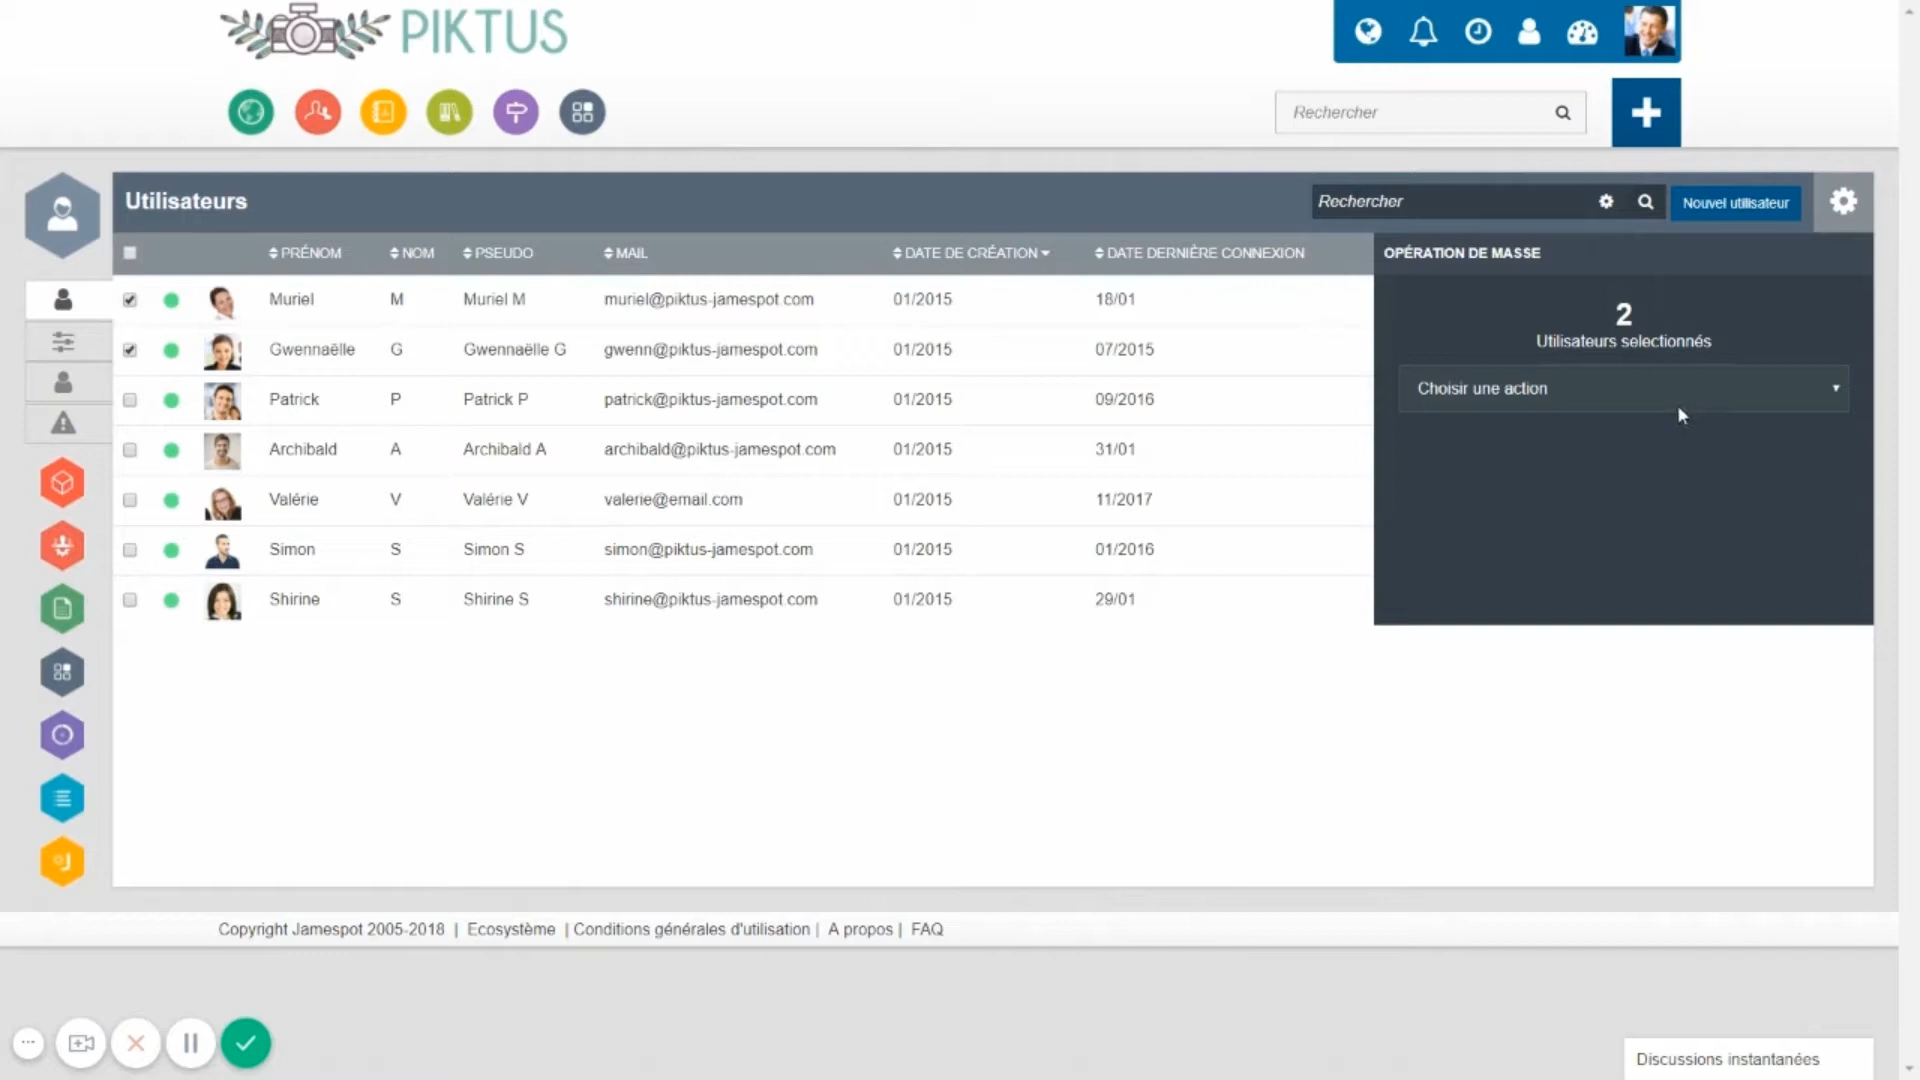 PIKTUS
Rechercher
Utilisateurs
Rechercher
Nouvel utilisateur
PRÉNOM NOM PSEUDO MAIL DATE DE CRÉATION DATE DERNIÈRE CONNEXION
OPÉRATION DE MASSE
Muriel M Muriel M muriel@piktus-jamespot.com 01/2015 18/01
Gwennaëlle G Gwennaëlle G gwenn@piktus-jamespot.com 01/2015 07/2015
Patrick P Patrick P patrick@piktus-jamespot.com 01/2015 09/2016
Archibald A Archibald A archibald@piktus-jamespot.com 01/2015 31/01
Valérie V Valérie V valerie@email.com 01/2015 11/2017
Simon S Simon S simon@piktus-jamespot.com 01/2015 01/2016
Shirine S Shirine S shirine@piktus-jamespot.com 01/2015 29/01
2
Utilisateurs selectionnés
Choisir une action
Copyright Jamespot 2005-2018 | Ecosystème | Conditions générales d'utilisation | A propos | FAQ
Discussions instantanées